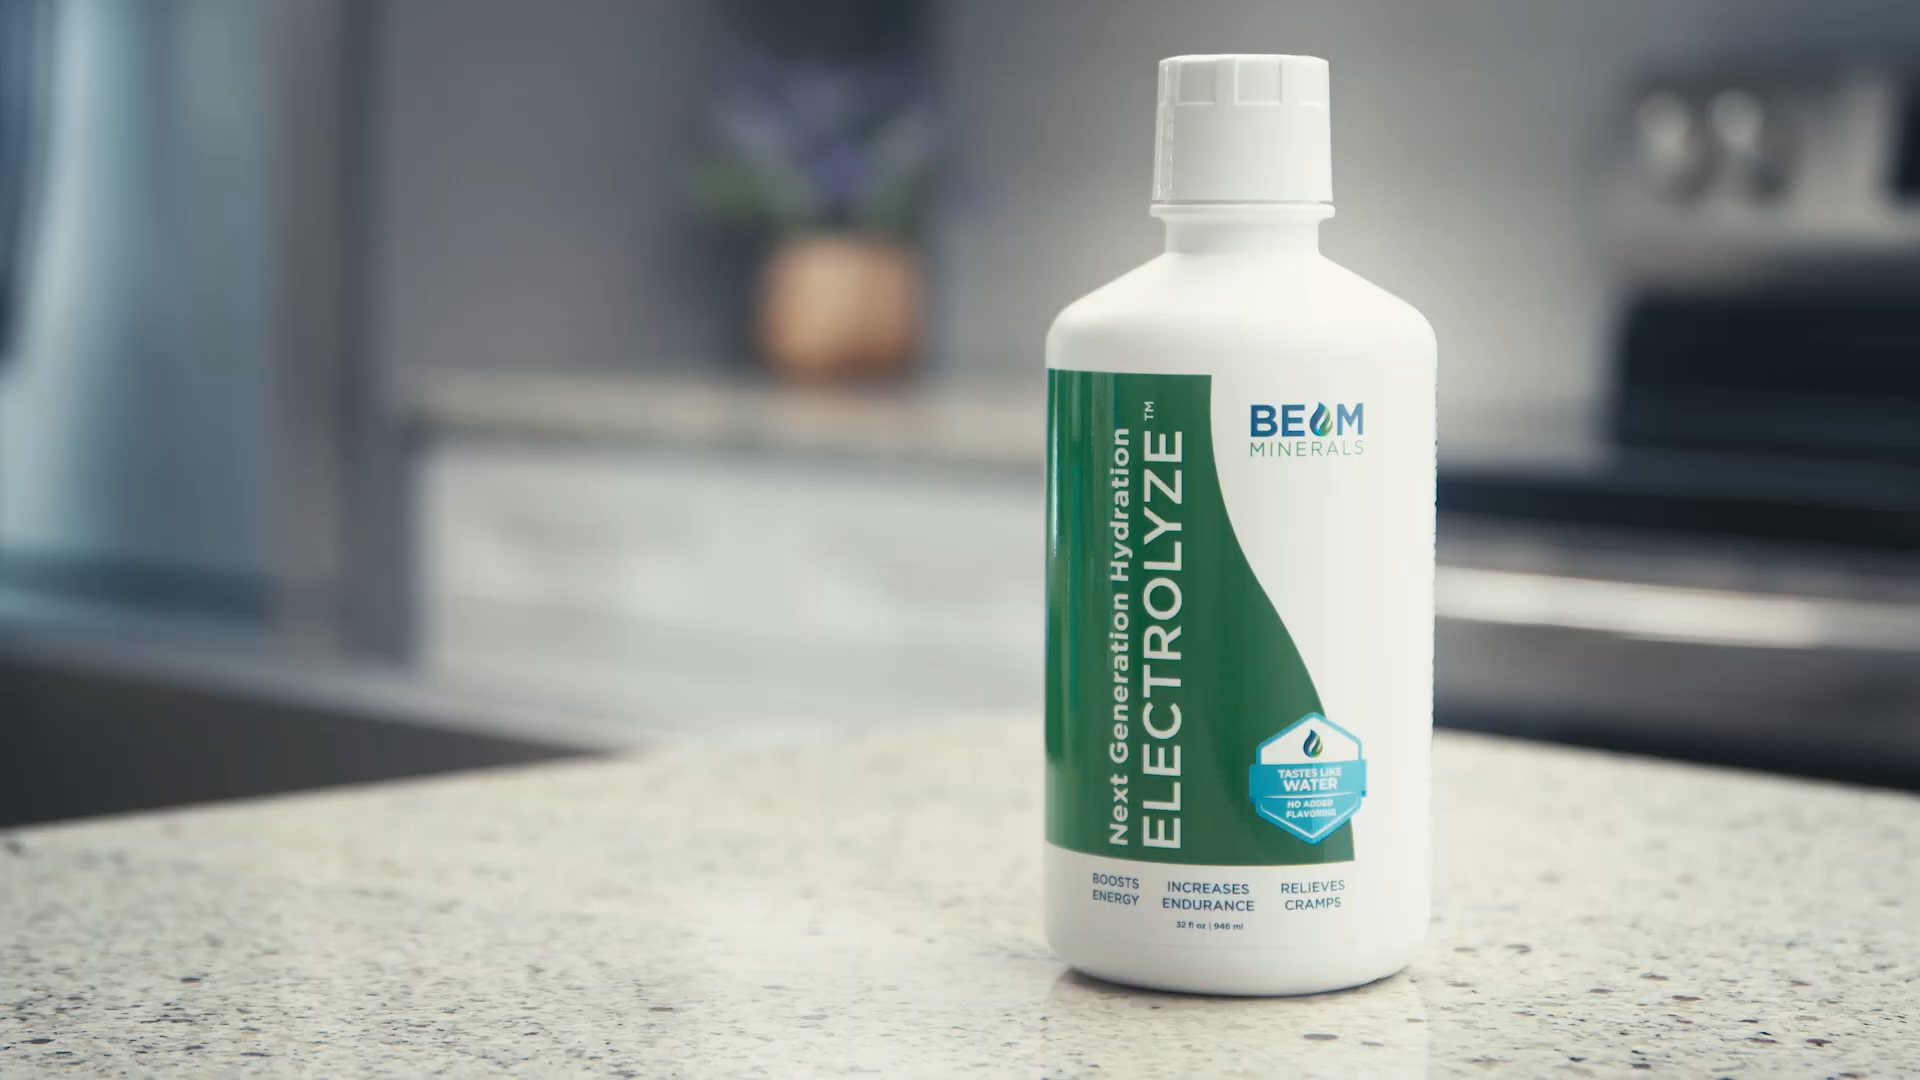 BEAM
MINERALS
Next Generation Hydration
ELECTROLYZE™
TASTES LIKE
WATER
NO ADDED
FLAVORING
BOOSTS
ENERGY
INCREASES
ENDURANCE
RELIEVES
CRAMPS
32 fl oz | 946 ml